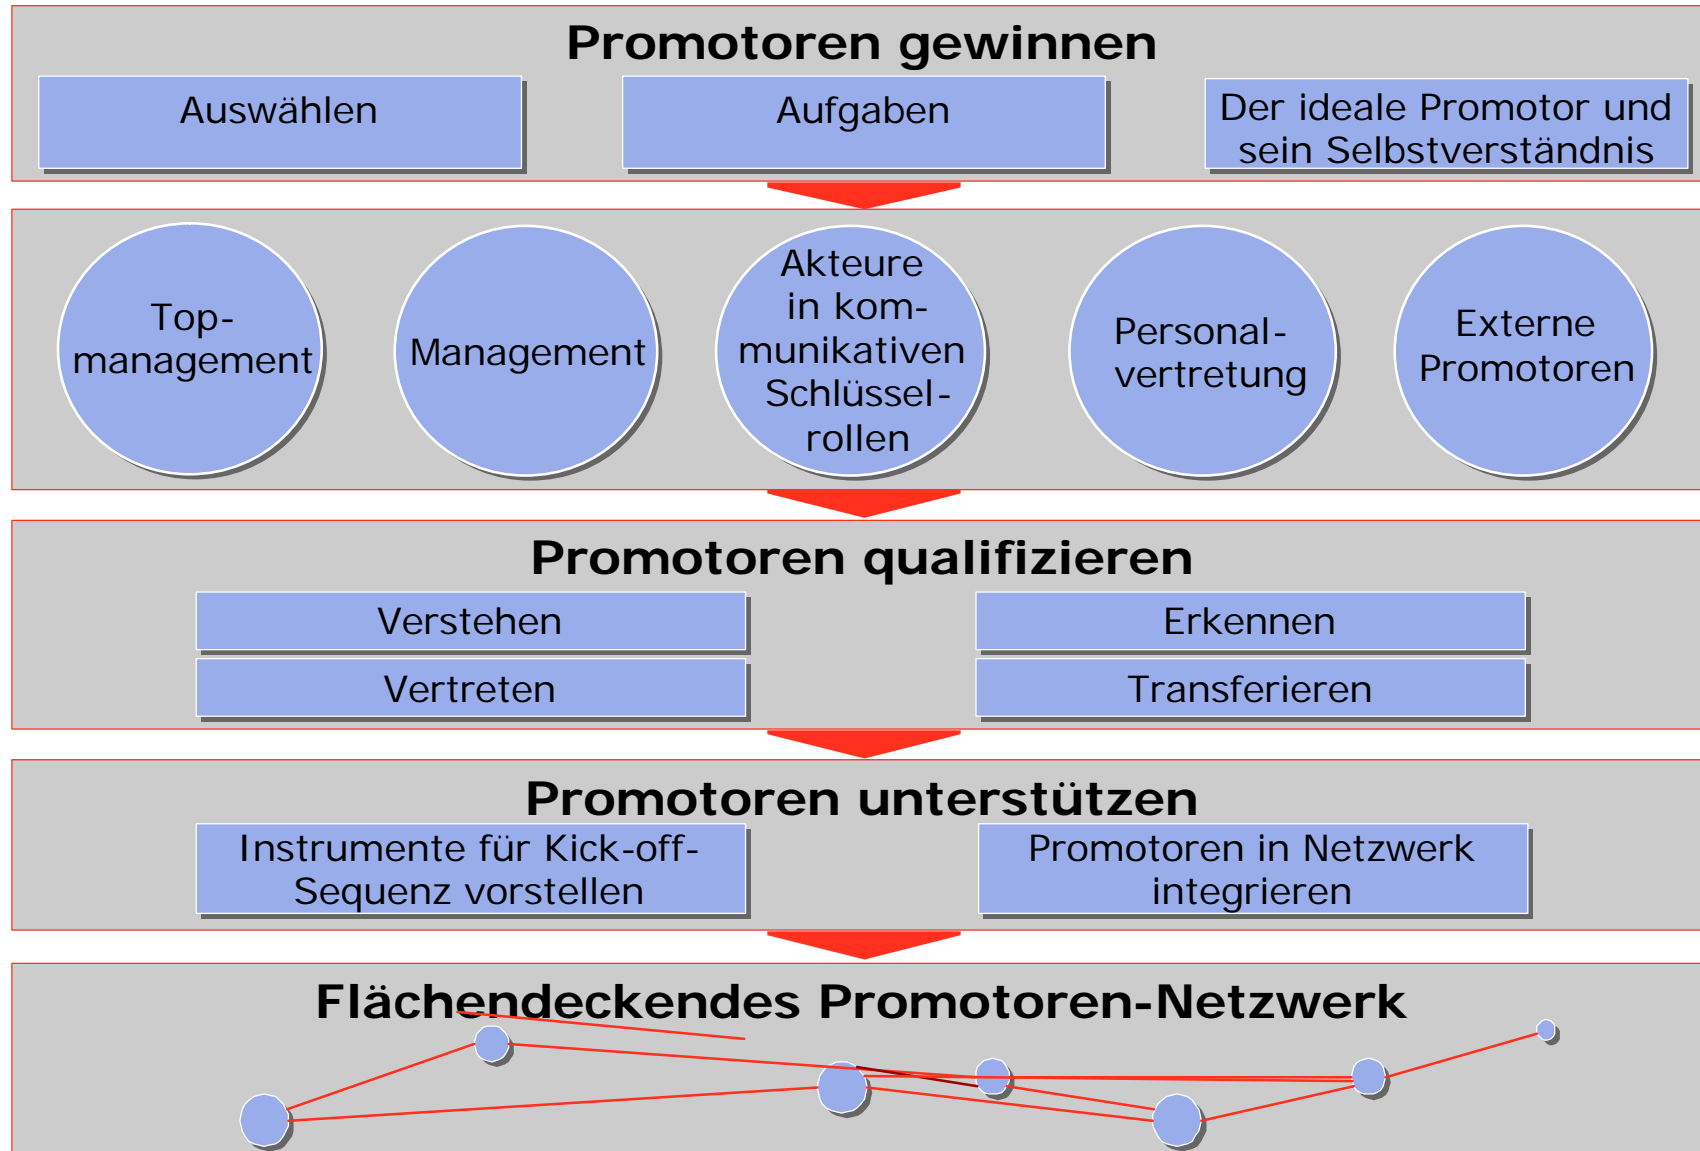 Promotoren gewinnen
Auswählen
Aufgaben
Der ideale Promotor und
sein Selbstverständnis
Top-
management
Management
Akteure
in kom-
munikativen
Schlüssel-
rollen
Personal-
vertretung
Externe
Promotoren
Promotoren qualifizieren
Verstehen
Erkennen
Vertreten
Transferieren
Promotoren unterstützen
Instrumente für Kick-off-
Sequenz vorstellen
Promotoren in Netzwerk
integrieren
Flächendeckendes Promotoren-Netzwerk